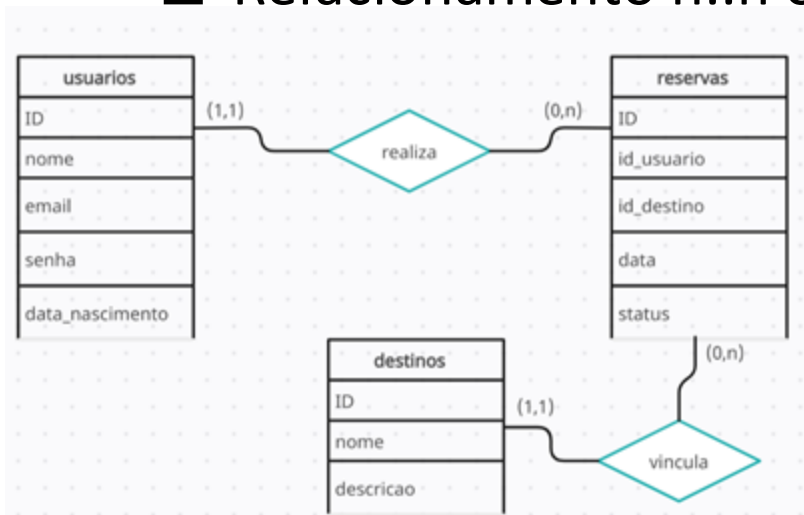 Relacionamento n..n
usuarios
ID
nome
email
senha
data_nascimento
(1,1)
realiza
(0,n)
reservas
ID
id_usuario
id_destino
data
status
(0,n)
destinos
ID
nome
descricao
(1,1)
vincula